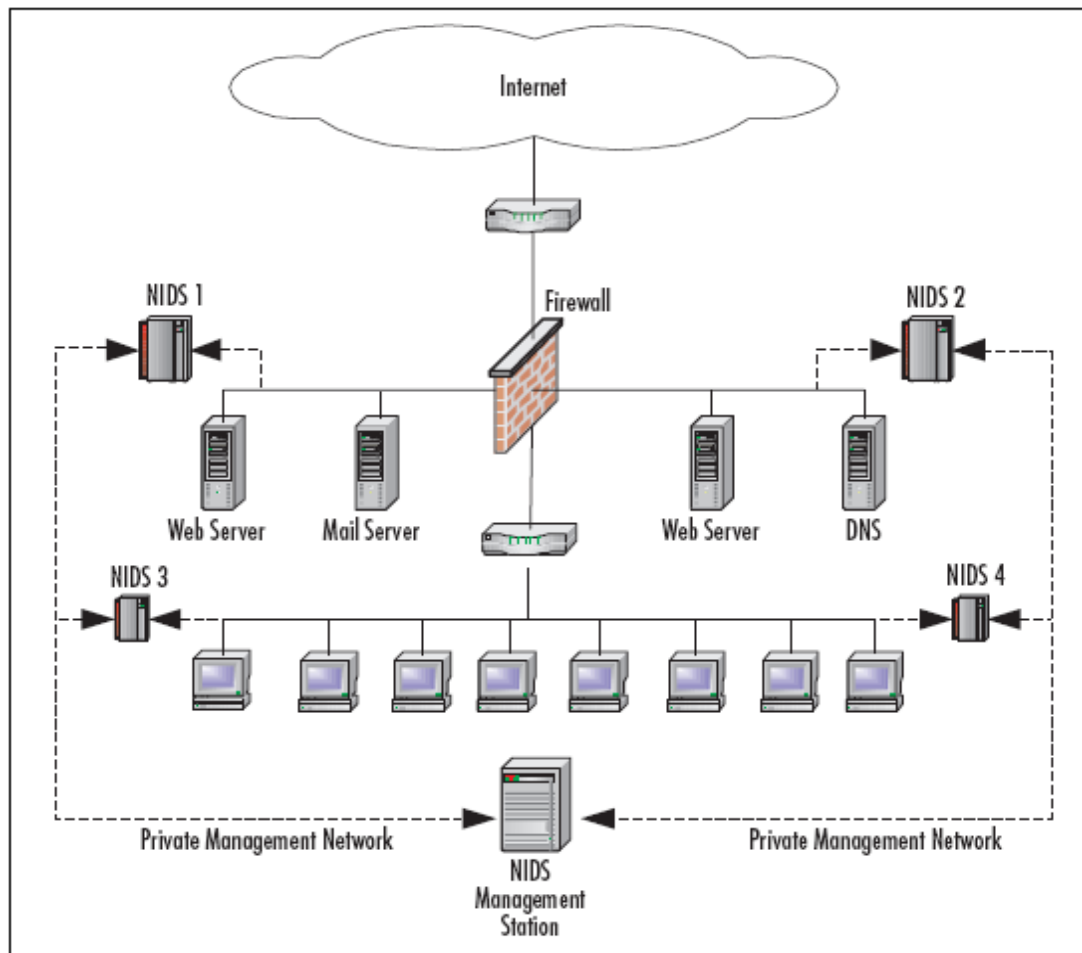 Internet
NIDS 1
Firewall
NIDS 2
Web Server
Mail Server
Web Server
DNS
NIDS 3
NIDS 4
Private Management Network
Private Management Network
NIDS
Management
Station